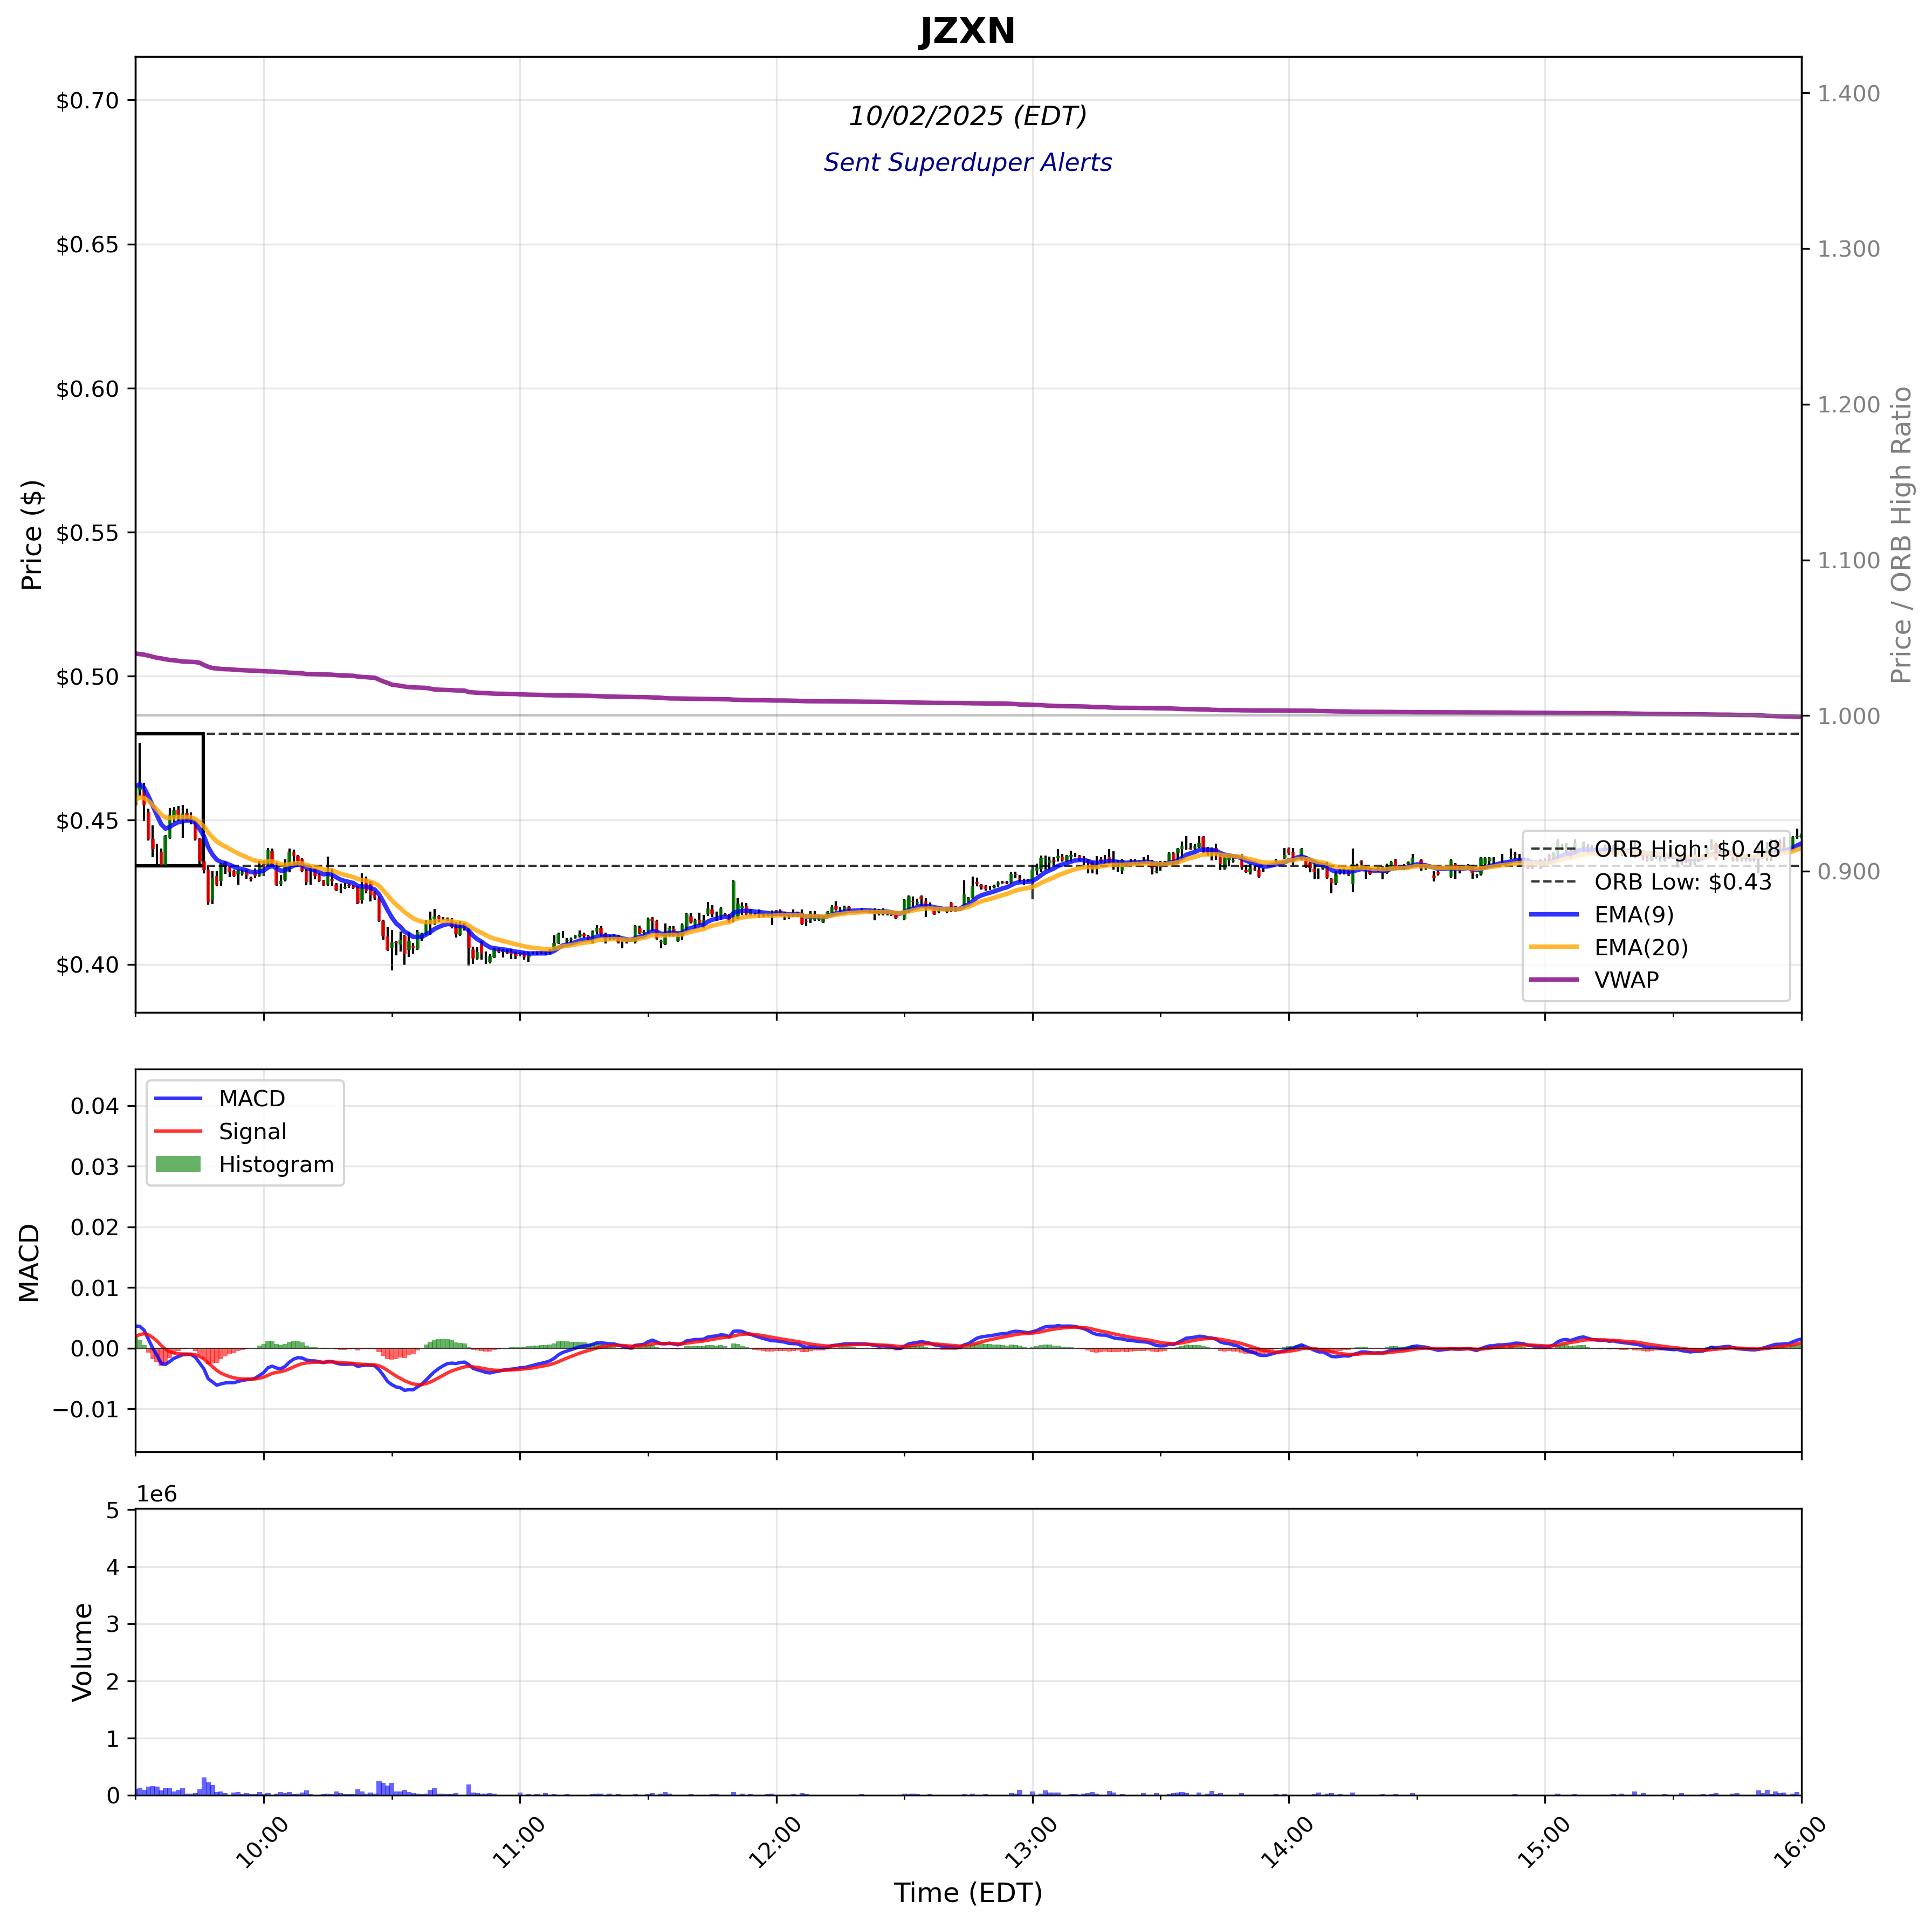 JZXN
10/02/2025 (EDT)
Sent Superduper Alerts
Price ($)
$0.70
$0.65
$0.60
$0.55
$0.50
$0.45
$0.40
Price / ORB High Ratio
1.400
1.300
1.200
1.100
1.000
0.900
ORB High: $0.48
ORB Low: $0.43
EMA(9)
EMA(20)
VWAP
MACD
0.04
0.03
0.02
0.01
0.00
−0.01
MACD
Signal
Histogram
1e6
Volume
5
4
3
2
1
0
10:00
11:00
12:00
13:00
14:00
15:00
16:00
Time (EDT)